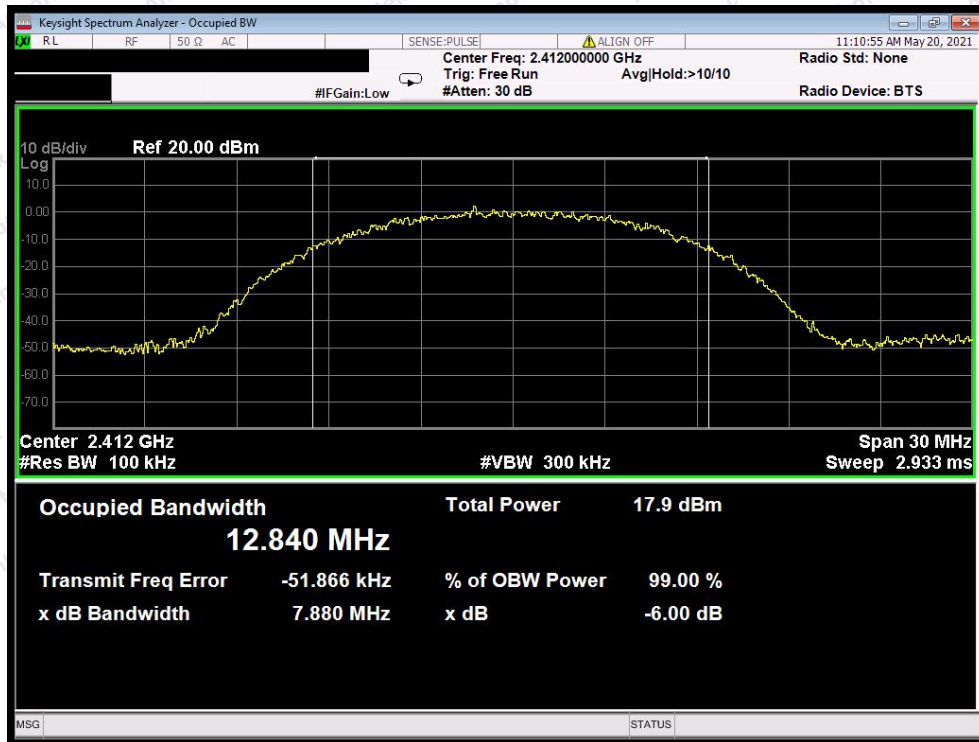 Keysight Spectrum Analyzer - Occupied BW
LXI RL RF 50 Ω AC SENSE:PULSE ALIGN OFF 11:10:55 AM May 20, 2021
Center Freq: 2.412000000 GHz Radio Std: None
Trig: Free Run Avg|Hold:>10/10
#IFGain:Low #Atten: 30 dB Radio Device: BTS
10 dB/div Ref 20.00 dBm
Log
10.0
0.00
-10.0
-20.0
-30.0
-40.0
-50.0
-60.0
-70.0
Center 2.412 GHz Span 30 MHz
#Res BW 100 kHz #VBW 300 kHz Sweep 2.933 ms
Occupied Bandwidth Total Power 17.9 dBm
12.840 MHz
Transmit Freq Error -51.866 kHz % of OBW Power 99.00 %
x dB Bandwidth 7.880 MHz x dB -6.00 dB
MSG STATUS